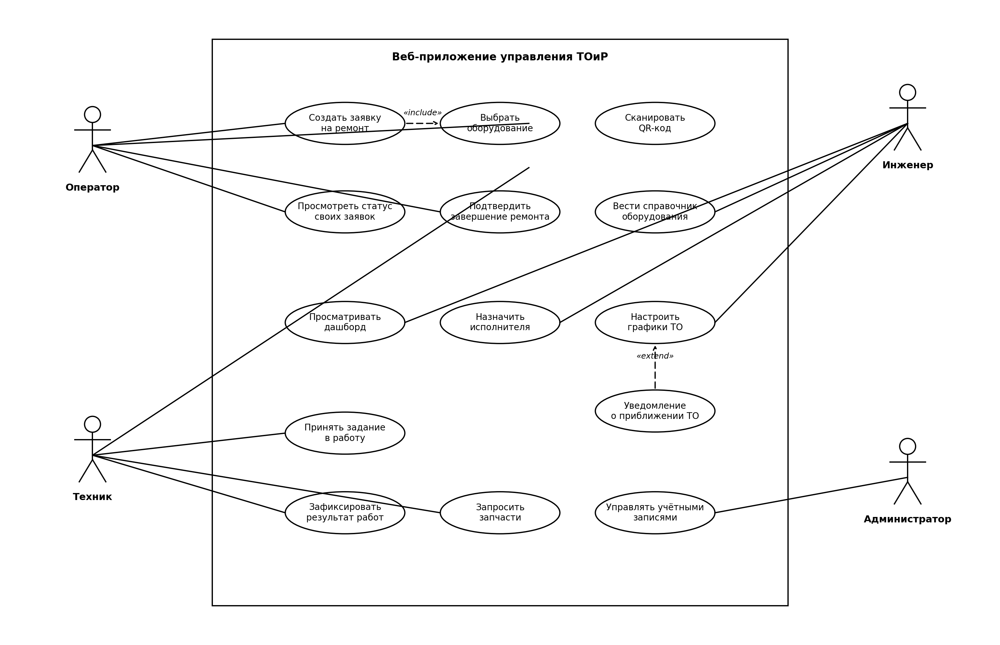 Веб-приложение управления ТОиР
Создать заявку
на ремонт
«include»
Выбрать
оборудование
Сканировать
QR-код
Инженер
Оператор
Просмотреть статус
своих заявок
Подтвердить
завершение ремонта
Вести справочник
оборудования
Просматривать
дашборд
Назначить
исполнителя
Настроить
графики ТО
«extend»
Уведомление
о приближении ТО
Принять задание
в работу
Техник
Зафиксировать
результат работ
Запросить
запчасти
Управлять учётными
записями
Администратор